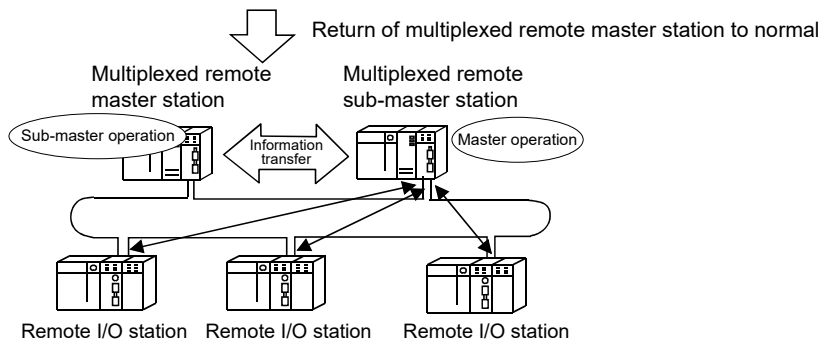 Return of multiplexed remote master station to normal
Multiplexed remote
master station
Multiplexed remote
sub-master station
Sub-master operation
Information
transfer
Master operation
Remote I/O station
Remote I/O station
Remote I/O station